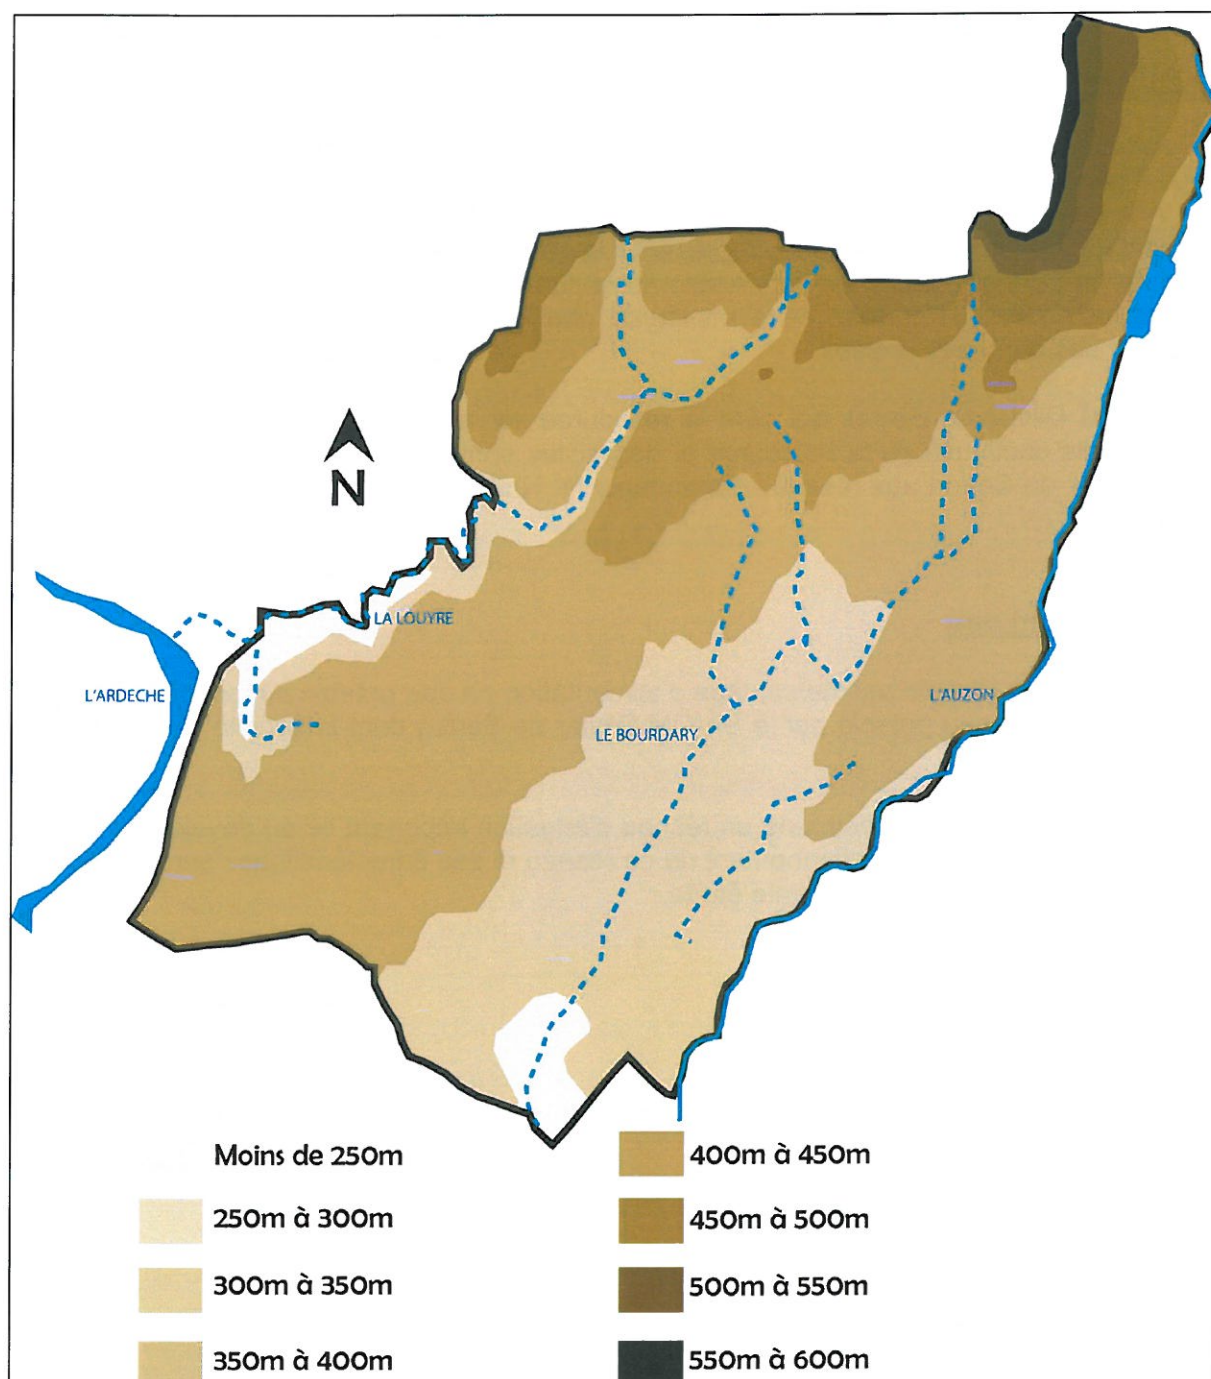 N
LA LOUYRE
L'ARDECHE
L'AUZON
LE BOURDARY
Moins de 250m
250m à 300m
300m à 350m
350m à 400m
400m à 450m
450m à 500m
500m à 550m
550m à 600m